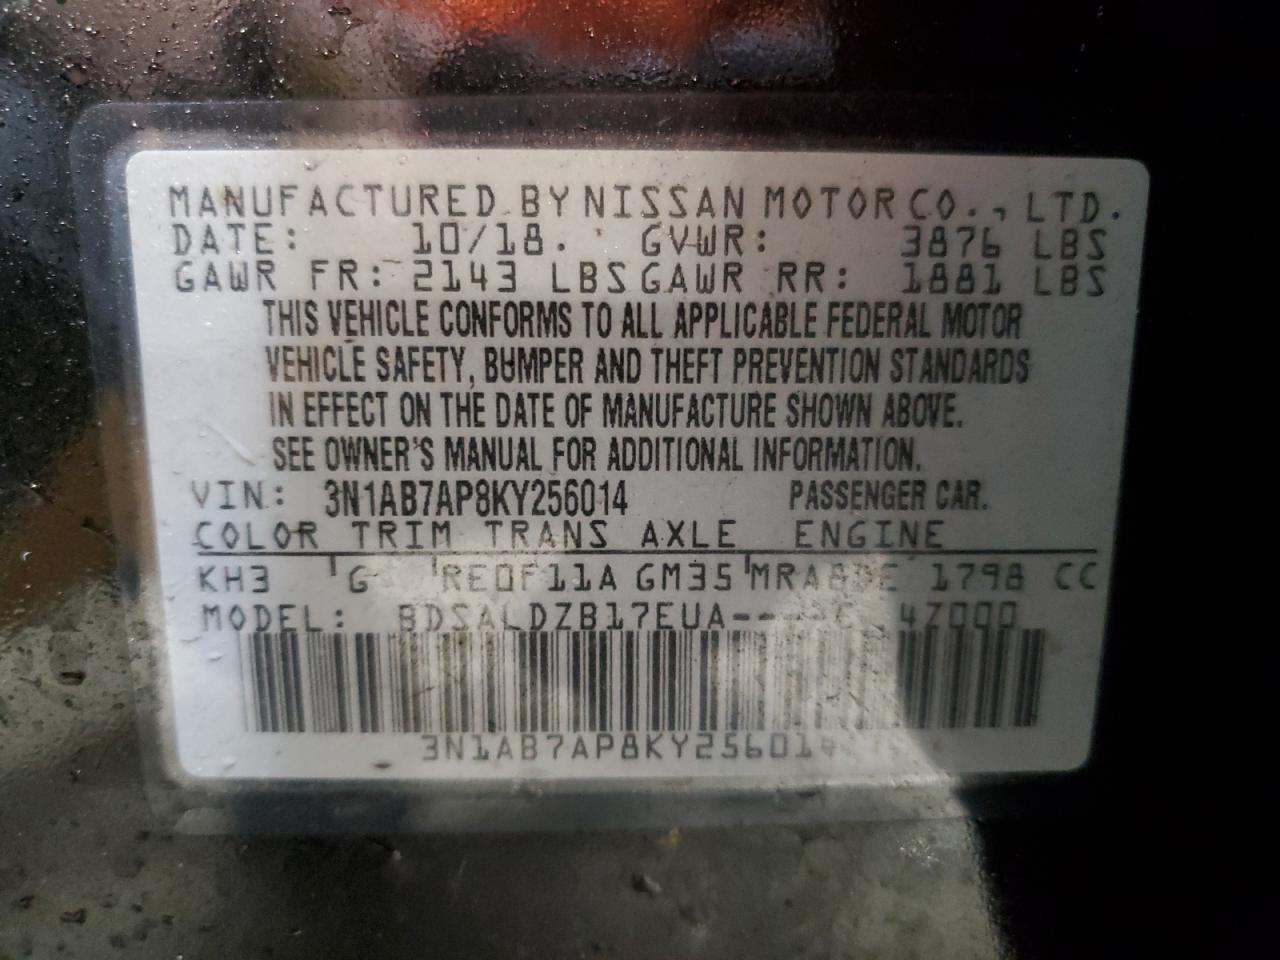 MANUFACTURED BY NISSAN MOTOR CO., LTD.
DATE: 10/18. GVWR: 3876 LBS
GAWR FR: 2143 LBS GAWR RR: 1881 LBS
THIS VEHICLE CONFORMS TO ALL APPLICABLE FEDERAL MOTOR
VEHICLE SAFETY, BUMPER AND THEFT PREVENTION STANDARDS
IN EFFECT ON THE DATE OF MANUFACTURE SHOWN ABOVE.
SEE OWNER'S MANUAL FOR ADDITIONAL INFORMATION.
VIN: 3N1AB7AP8KY256014 PASSENGER CAR.
COLOR TRIM TRANS AXLE ENGINE
KH3 G RE0F11A GM35 MRA8DE 1798 CC
MODEL: BDSALDZB17EUA----C 4Z000
3N1AB7AP8KY256014